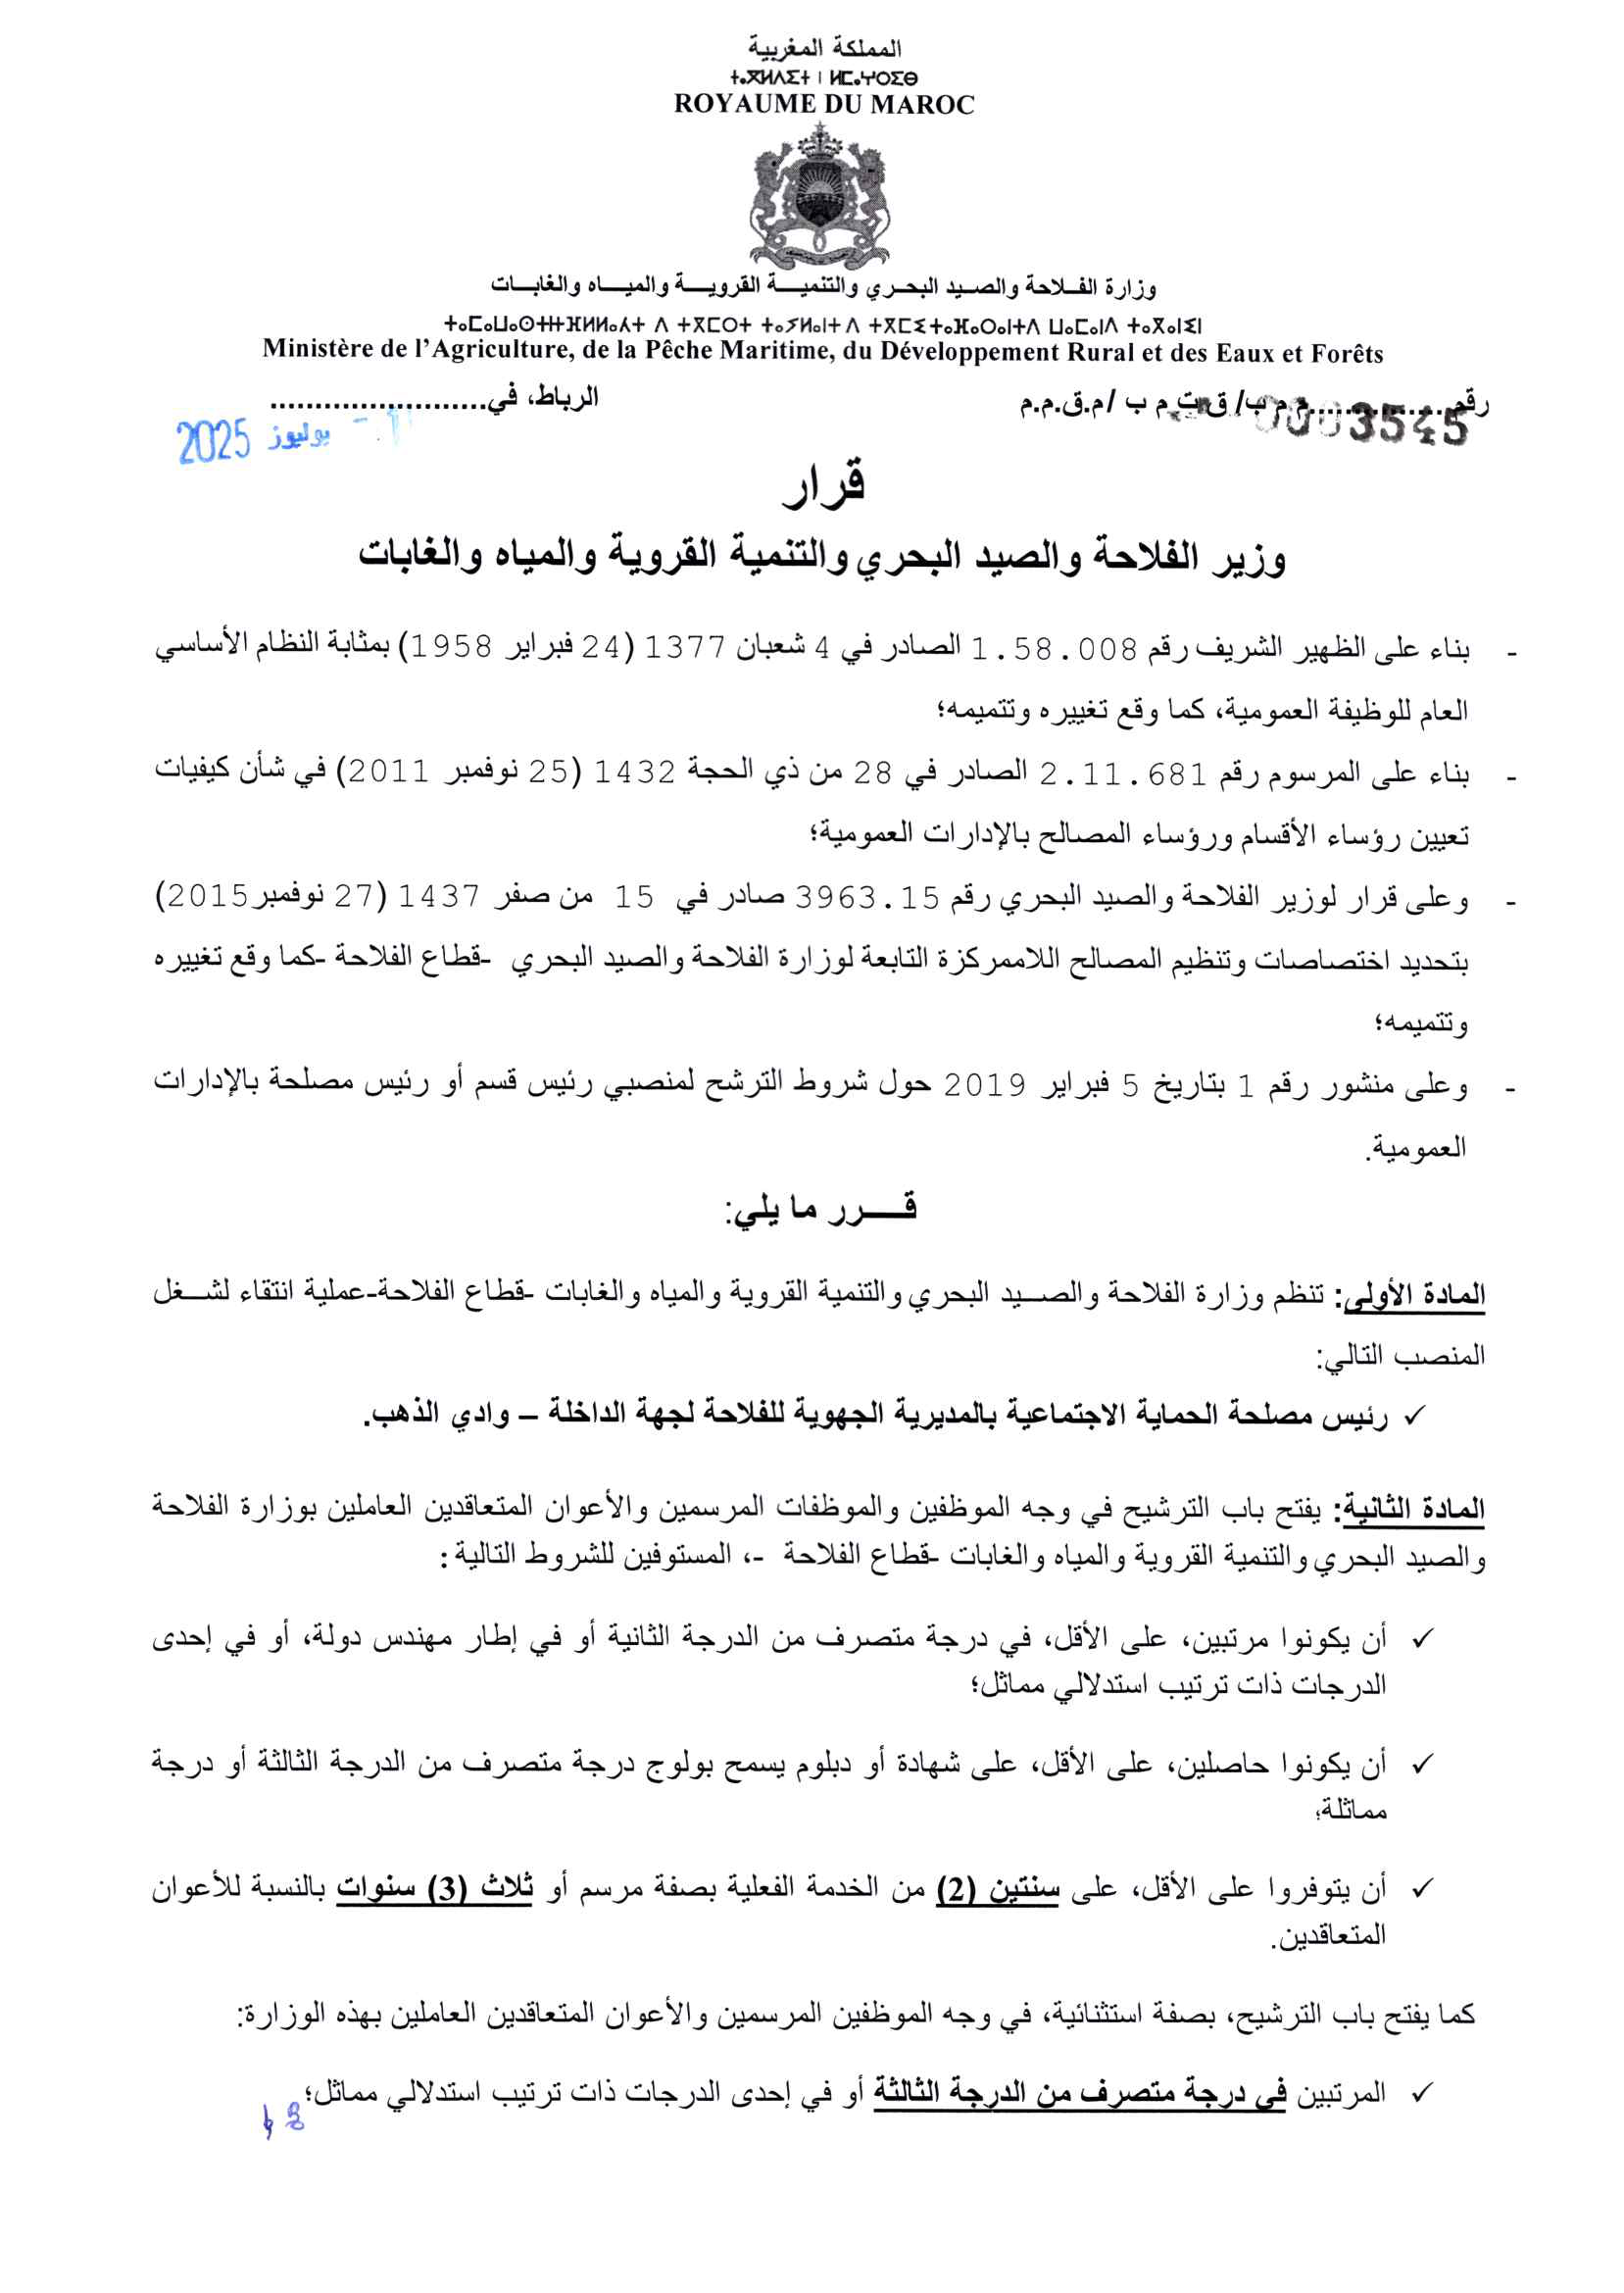 المملكة المغربية
ⵜⴰⴳⵍⴷⵉⵜ ⵏ ⵍⵎⴰⵖⵔⵉⴱ
ROYAUME DU MAROC
وزارة الفلاحة والصيد البحري والتنمية القروية والمياه والغابات
Ministère de l’Agriculture, de la Pêche Maritime, du Développement Rural et des Eaux et Forêts
رقم 0003545 م م ب/ ق ت م ب /م.ق.م.م
الرباط، في.......................
يوليوز 2025
قرار
وزير الفلاحة والصيد البحري والتنمية القروية والمياه والغابات
- بناء على الظهير الشريف رقم 1.58.008 الصادر في 4 شعبان 1377 (24 فبراير 1958) بمثابة النظام الأساسي
العام للوظيفة العمومية، كما وقع تغييره وتتميمه؛
- بناء على المرسوم رقم 2.11.681 الصادر في 28 من ذي الحجة 1432 (25 نوفمبر 2011) في شأن كيفيات
تعيين رؤساء الأقسام ورؤساء المصالح بالإدارات العمومية؛
- وعلى قرار لوزير الفلاحة والصيد البحري رقم 3963.15 صادر في 15 من صفر 1437 (27 نوفمبر2015)
بتحديد اختصاصات وتنظيم المصالح اللاممركزة التابعة لوزارة الفلاحة والصيد البحري -قطاع الفلاحة -كما وقع تغييره
وتتميمه؛
- وعلى منشور رقم 1 بتاريخ 5 فبراير 2019 حول شروط الترشح لمنصبي رئيس قسم أو رئيس مصلحة بالإدارات
العمومية.
قــــرر ما يلي:
المادة الأولى: تنظم وزارة الفلاحة والصيد البحري والتنمية القروية والمياه والغابات -قطاع الفلاحة-عملية انتقاء لشغل
المنصب التالي:
✓ رئيس مصلحة الحماية الاجتماعية بالمديرية الجهوية للفلاحة لجهة الداخلة – وادي الذهب.
المادة الثانية: يفتح باب الترشيح في وجه الموظفين والموظفات المرسمين والأعوان المتعاقدين العاملين بوزارة الفلاحة
والصيد البحري والتنمية القروية والمياه والغابات -قطاع الفلاحة -، المستوفين للشروط التالية:
✓ أن يكونوا مرتبين، على الأقل، في درجة متصرف من الدرجة الثانية أو في إطار مهندس دولة، أو في إحدى
الدرجات ذات ترتيب استدلالي مماثل؛
✓ أن يكونوا حاصلين، على الأقل، على شهادة أو دبلوم يسمح بولوج درجة متصرف من الدرجة الثالثة أو درجة
مماثلة؛
✓ أن يتوفروا على الأقل، على سنتين (2) من الخدمة الفعلية بصفة مرسم أو ثلاث (3) سنوات بالنسبة للأعوان
المتعاقدين.
كما يفتح باب الترشيح، بصفة استثنائية، في وجه الموظفين المرسمين والأعوان المتعاقدين العاملين بهذه الوزارة:
✓ المرتبين في درجة متصرف من الدرجة الثالثة أو في إحدى الدرجات ذات ترتيب استدلالي مماثل؛